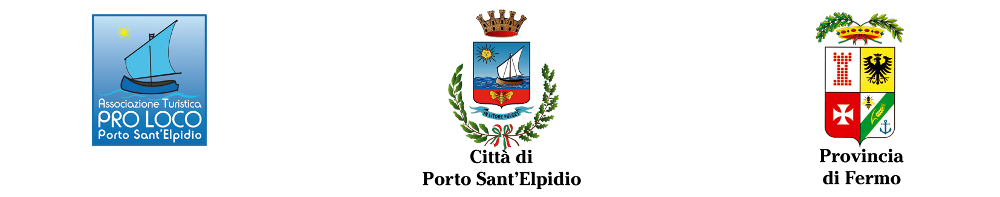 Associazione Turistica
PRO LOCO
Porto Sant'Elpidio
IN LITORE FULGET
Città di
Porto Sant'Elpidio
Provincia
di Fermo